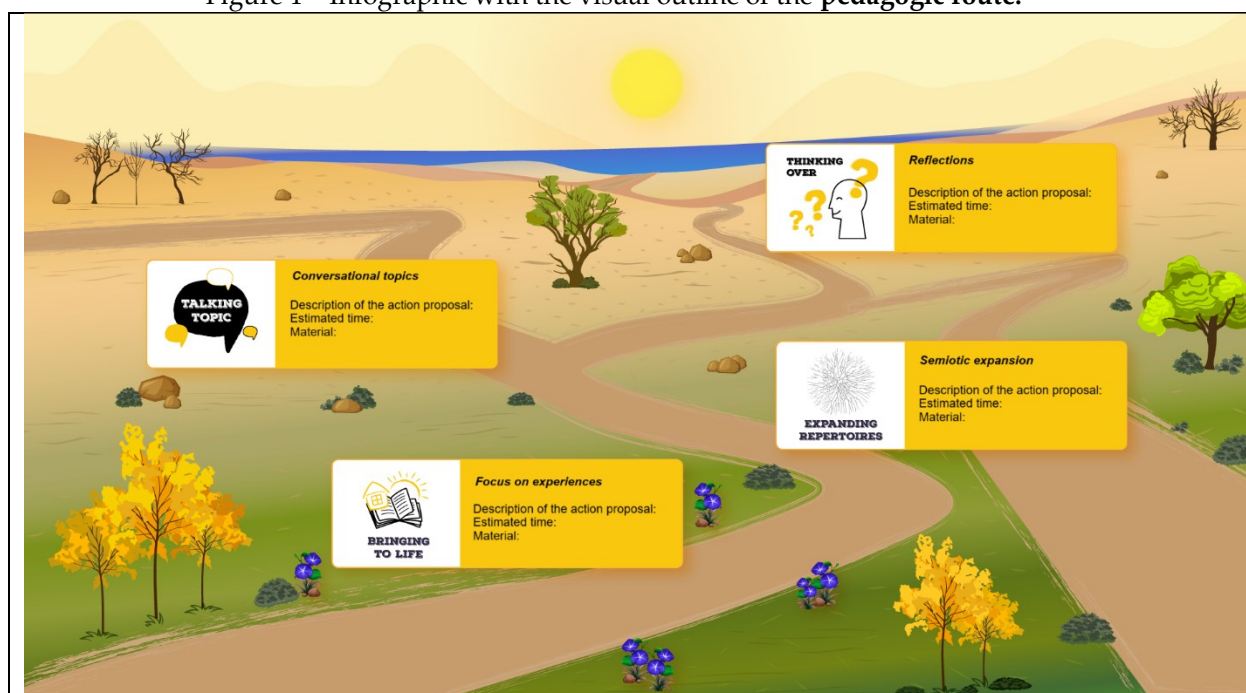 Figure 1 – Infographic with the visual outline of the pedagogic route.
THINKING
OVER
Reflections
Description of the action proposal:
Estimated time:
Material:
TALKING
TOPIC
Conversational topics
Description of the action proposal:
Estimated time:
Material:
EXPANDING
REPERTOIRES
Semiotic expansion
Description of the action proposal:
Estimated time:
Material:
BRINGING
TO LIFE
Focus on experiences
Description of the action proposal:
Estimated time:
Material: